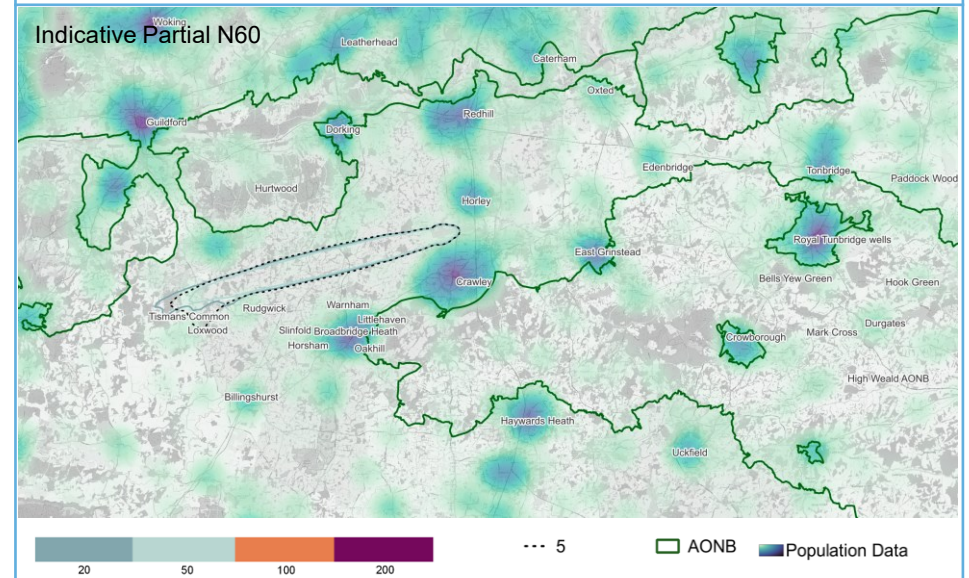 Woking
Indicative Partial N60
Leatherhead
Caterham
Oxted
Guildford
Redhill
Dorking
Edenbridge
Tonbridge
Paddock Wood
Hurtwood
Horley
Royal Tunbridge wells
East Grinstead
Bells Yew Green
Hook Green
Crawley
Rudgwick
Warnham
Tismans Common
Littlehaven
Loxwood
Slinfold
Broadbridge Heath
Durgates
Mark Cross
Crowborough
Horsham
Oakhill
High Weald AONB
Billingshurst
Haywards Heath
Uckfield
5
AONB
Population Data
20 50 100 200